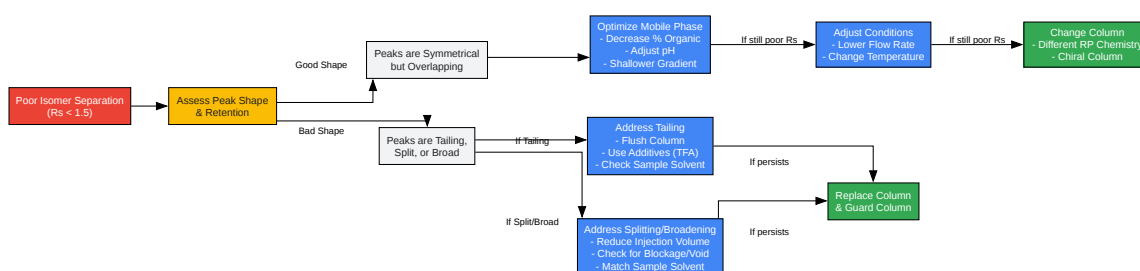 Poor Isomer Separation
(Rs < 1.5)
Assess Peak Shape
& Retention
Good Shape
Bad Shape
Peaks are Symmetrical
but Overlapping
Optimize Mobile Phase
- Decrease % Organic
- Adjust pH
- Shallower Gradient
If still poor Rs
Adjust Conditions
- Lower Flow Rate
- Change Temperature
If still poor Rs
Change Column
- Different RP Chemistry
- Chiral Column
Peaks are Tailing,
Split, or Broad
If Tailing
Address Tailing
- Flush Column
- Use Additives (TFA)
- Check Sample Solvent
If persists
If Split/Broad
Address Splitting/Broadening
- Reduce Injection Volume
- Check for Blockage/Void
- Match Sample Solvent
If persists
Replace Column
& Guard Column